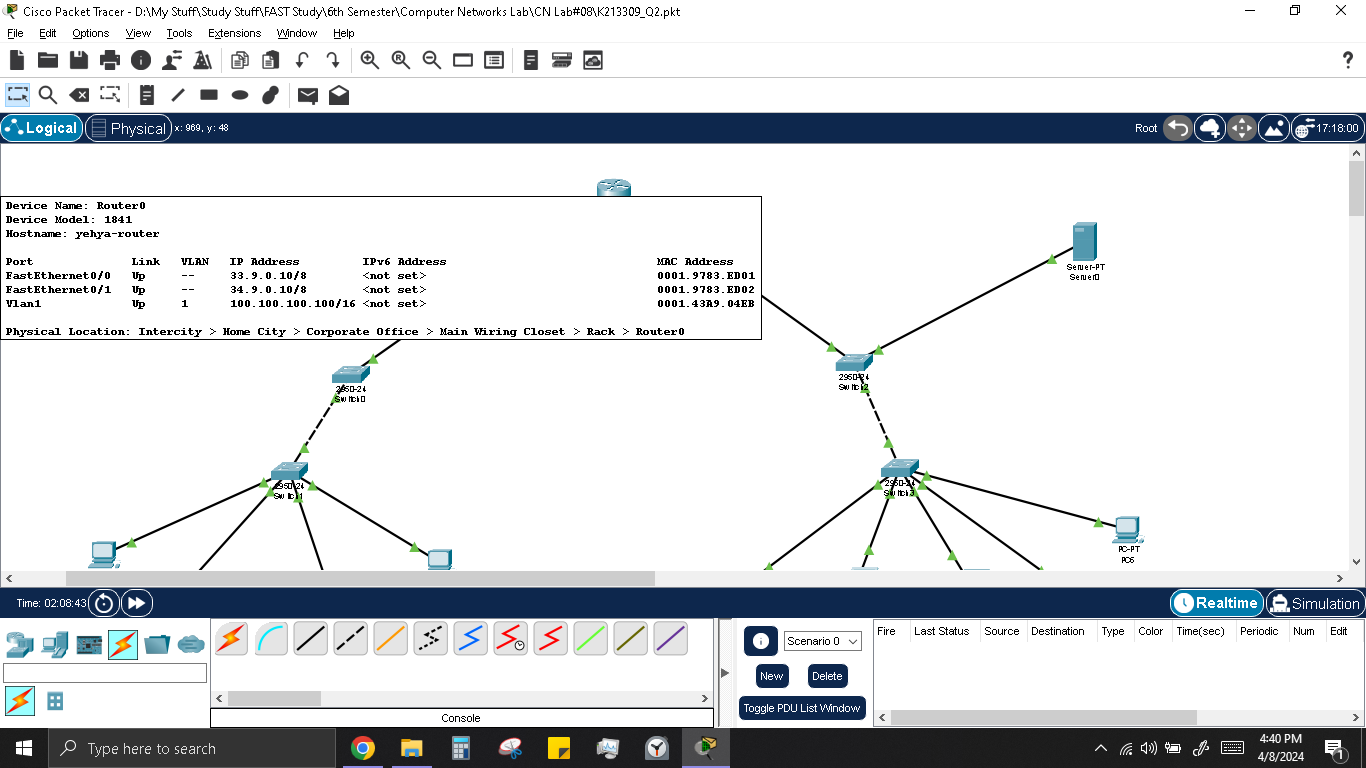 Cisco Packet Tracer - D:\My Stuff\Study Stuff\FAST Study\6th Semester\Computer Networks Lab\CN Lab#08\K213309_Q2.pkt
File Edit Options View Tools Extensions Window Help
?
Logical Physical x: 969, y: 48 Root 17:18:00
Device Name: Router0
Device Model: 1841
Hostname: yehya-router
Port Link VLAN IP Address IPv6 Address MAC Address
FastEthernet0/0 Up -- 33.9.0.10/8 <not set> 0001.9783.ED01
FastEthernet0/1 Up -- 34.9.0.10/8 <not set> 0001.9783.ED02
Vlan1 Up 1 100.100.100.100/16 <not set> 0001.43A9.04EB
Physical Location: Intercity > Home City > Corporate Office > Main Wiring Closet > Rack > Router0
Server-PT
Server0
2950-24
Switch0
2950-24
Switch2
2950-24
Switch1
2950-24
Switch3
PC-PT
PC6
Time: 02:08:43 Realtime Simulation
Scenario 0
New Delete
Toggle PDU List Window
Fire Last Status Source Destination Type Color Time(sec) Periodic Num Edit
Console
Type here to search
4:40 PM
4/8/2024
1